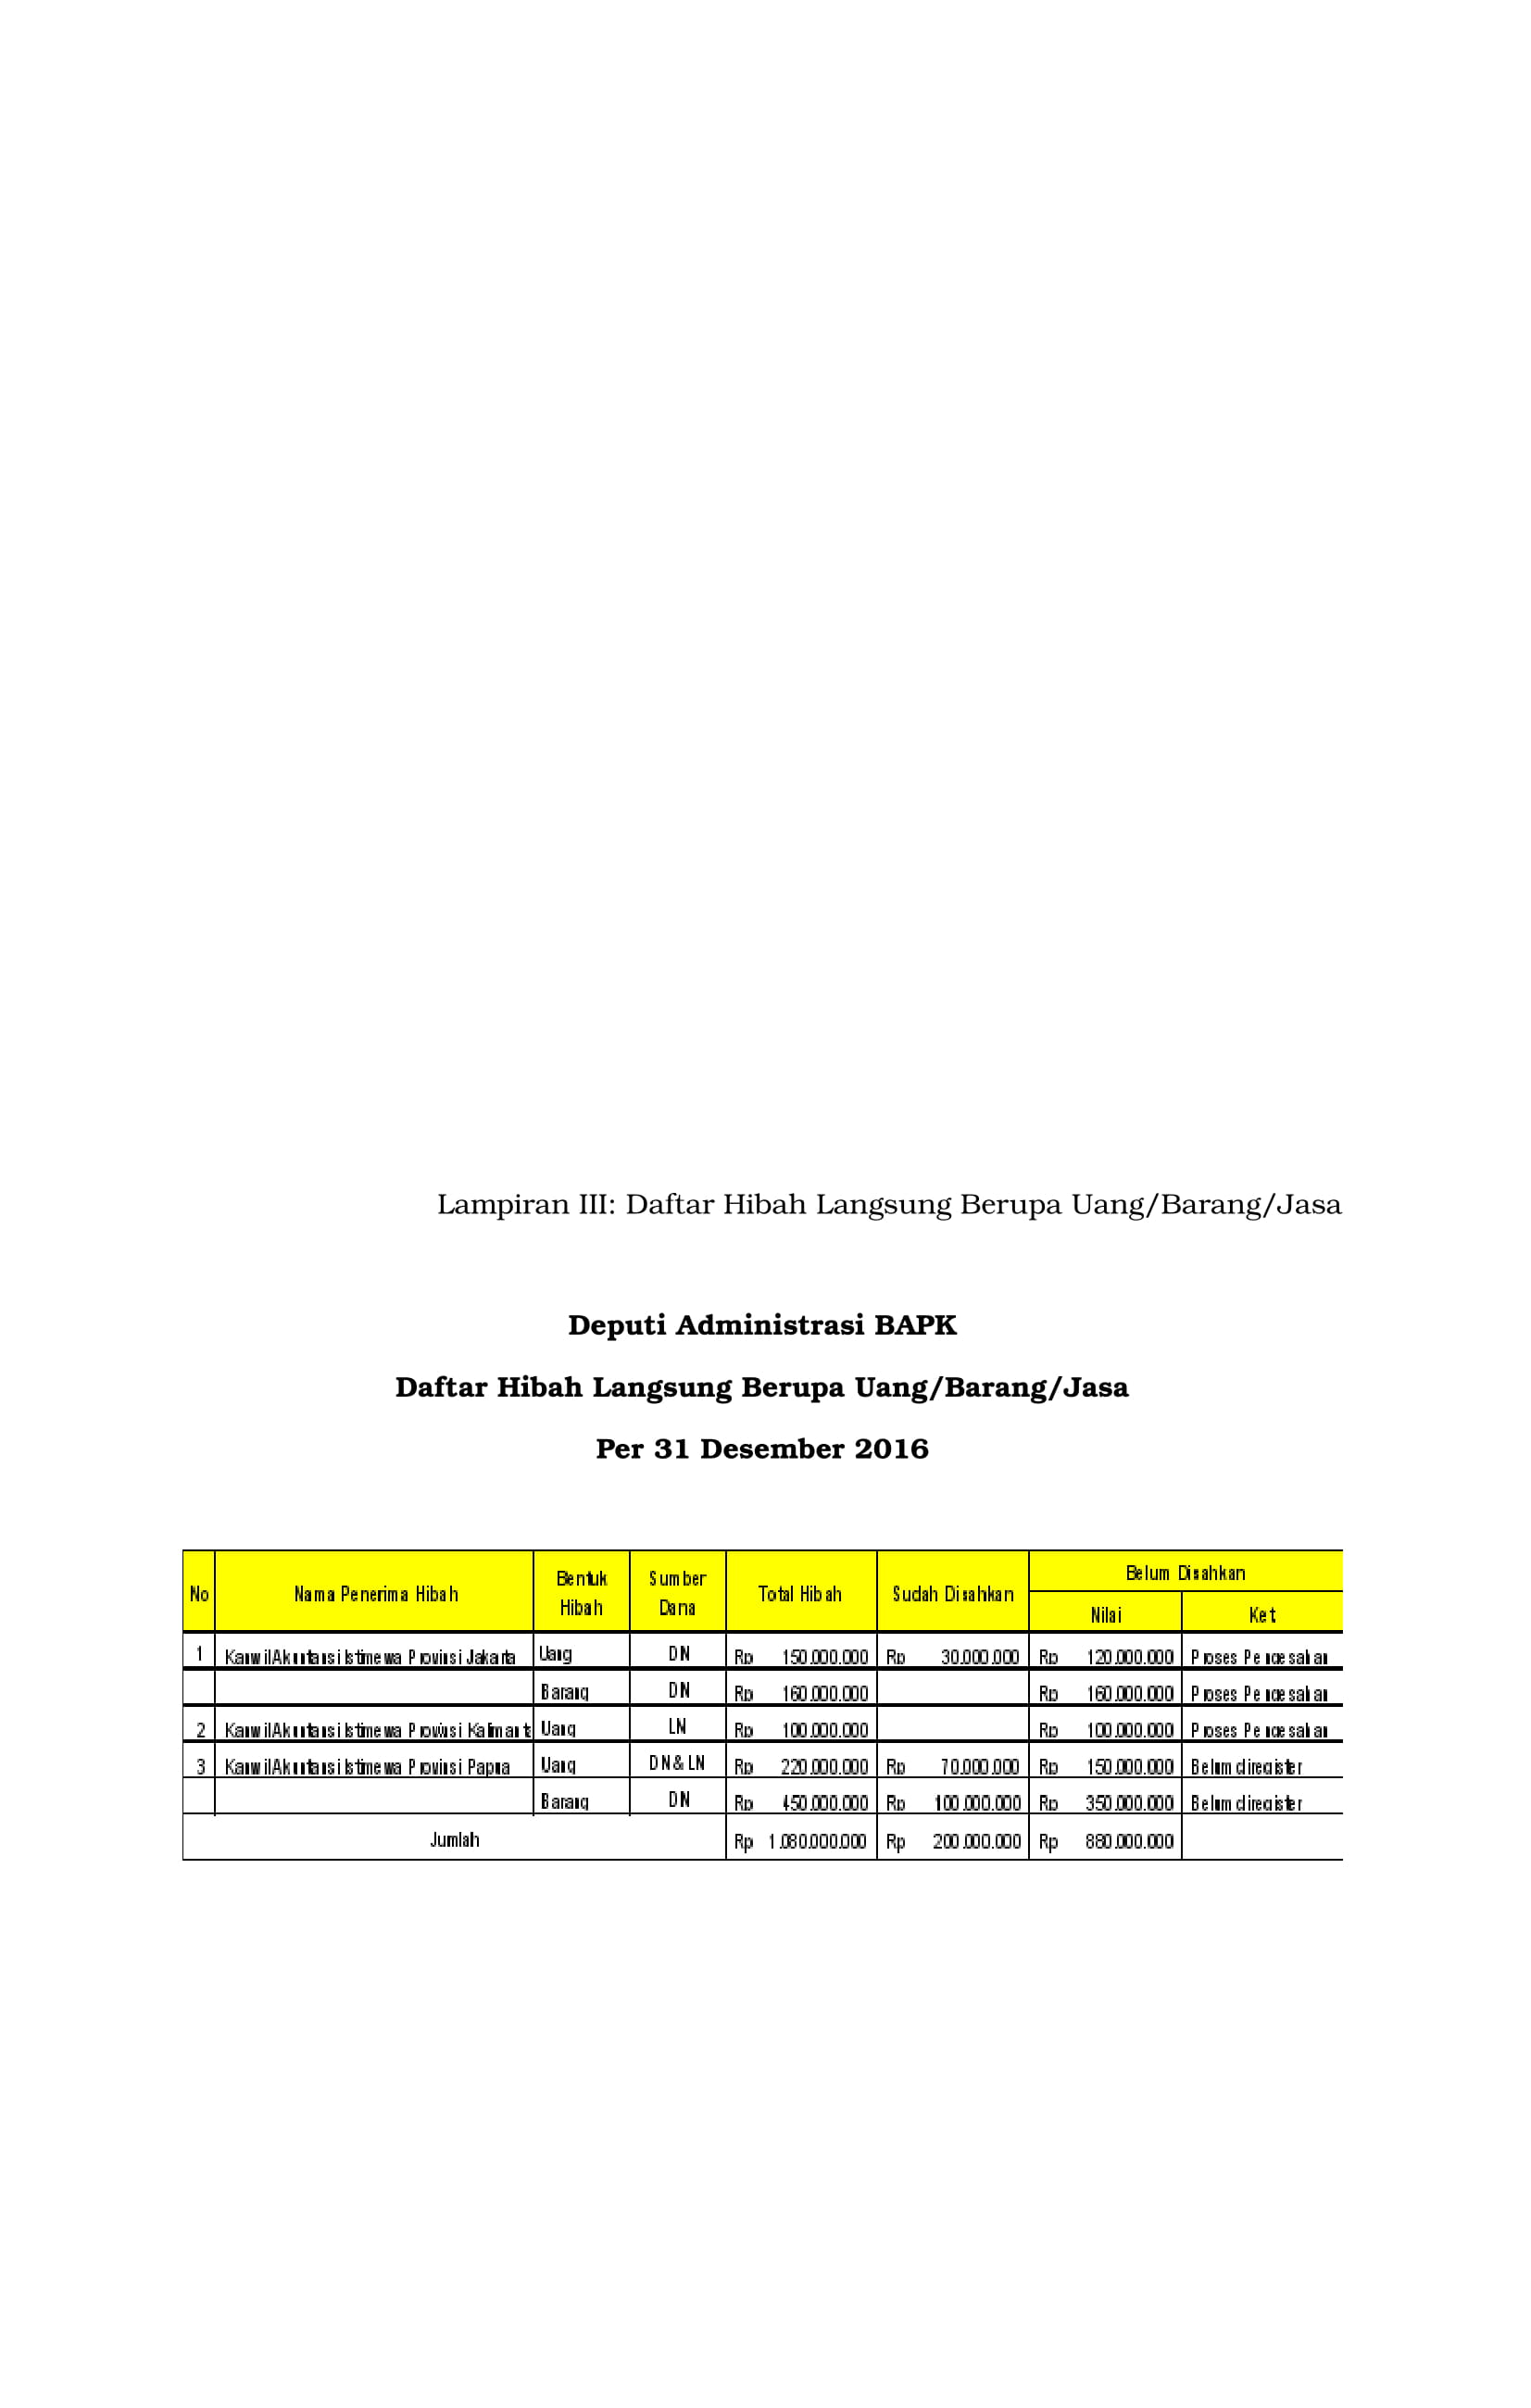 Lampiran III: Daftar Hibah Langsung Berupa Uang/Barang/Jasa
Deputi Administrasi BAPK
Daftar Hibah Langsung Berupa Uang/Barang/Jasa
Per 31 Desember 2016
No Nama Penerima Hibah Bentuk Hibah Sumber Dana Total Hibah Sudah Disahkan Belum Disahkan
Nilai Ket
1 Kanwil Akuntansi Istimewa Provinsi Jakarta Uang DN Rp 150.000.000 Rp 30.000.000 Rp 120.000.000 Proses Pengesahan
Barang DN Rp 160.000.000 Rp 160.000.000 Proses Pengesahan
2 Kanwil Akuntansi Istimewa Provinsi Kalimanta Uang LN Rp 100.000.000 Rp 100.000.000 Proses Pengesahan
3 Kanwil Akuntansi Istimewa Provinsi Papua Uang DN & LN Rp 220.000.000 Rp 70.000.000 Rp 150.000.000 Belum diregister
Barang DN Rp 450.000.000 Rp 100.000.000 Rp 350.000.000 Belum diregister
Jumlah Rp 1.080.000.000 Rp 200.000.000 Rp 880.000.000